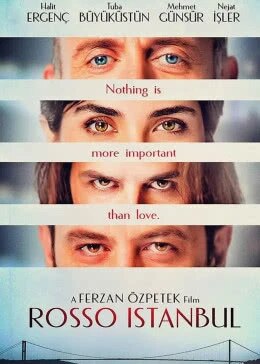 Halit ERGENÇ
Tuba BÜYÜKÜSTÜN
Mehmet GÜNSÜR
Nejat İŞLER
Nothing is
more important
than love.
A FERZAN ÖZPETEK Film
ROSSO ISTANBUL